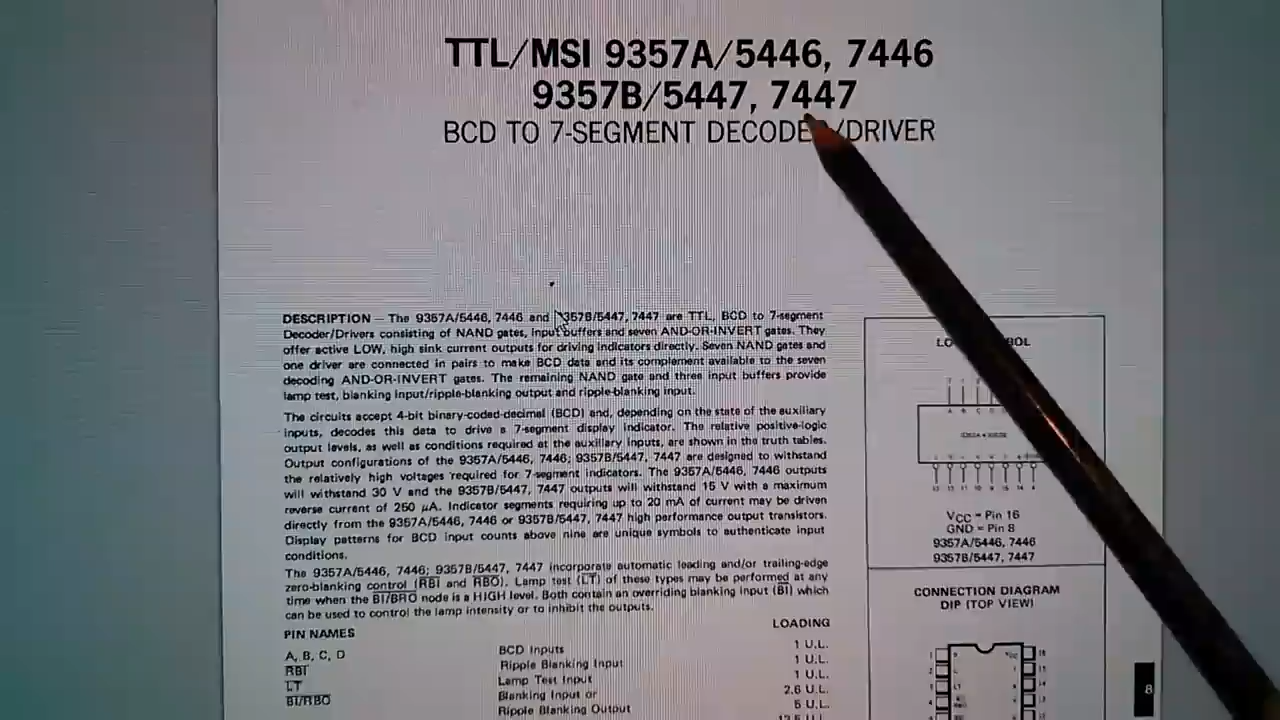 TTL/MSI 9357A/5446, 7446
9357B/5447, 7447
BCD TO 7-SEGMENT DECODER/DRIVER
DESCRIPTION — The 9357A/5446, 7446 and 9357B/5447, 7447 are TTL, BCD to 7-segment
Decoder/Drivers consisting of NAND gates, input buffers and seven AND-OR-INVERT gates. They
offer active LOW, high sink current outputs for driving indicators directly. Seven NAND gates and
one driver are connected in pairs to make BCD data and its complement available to the seven
decoding AND-OR-INVERT gates. The remaining NAND gate and three input buffers provide
lamp test, blanking input/ripple-blanking output and ripple-blanking input.
The circuits accept 4-bit binary-coded-decimal (BCD) and, depending on the state of the auxiliary
inputs, decodes this data to drive a 7-segment display indicator. The relative positive-logic
output levels, as well as conditions required at the auxiliary inputs, are shown in the truth tables.
Output configurations of the 9357A/5446, 7446; 9357B/5447, 7447 are designed to withstand
the relatively high voltages required for 7-segment indicators. The 9357A/5446, 7446 outputs
will withstand 30 V and the 9357B/5447, 7447 outputs will withstand 15 V with a maximum
reverse current of 250 μA. Indicator segments requiring up to 20 mA of current may be driven
directly from the 9357A/5446, 7446 or 9357B/5447, 7447 high performance output transistors.
Display patterns for BCD input counts above nine are unique symbols to authenticate input
conditions.
The 9357A/5446, 7446; 9357B/5447, 7447 incorporate automatic leading and/or trailing-edge
zero-blanking control (RBI and RBO). Lamp test (LT) of these types may be performed at any
time when the BI/BRO node is a HIGH level. Both contain an overriding blanking input (BI) which
can be used to control the lamp intensity or to inhibit the outputs.
PIN NAMES LOADING
A, B, C, D BCD Inputs 1 U.L.
RBI Ripple Blanking Input 1 U.L.
LT Lamp Test Input 1 U.L.
BI/RBO Blanking Input or 2.6 U.L.
Ripple Blanking Output 5 U.L.
A B C D
VCC = Pin 16
GND = Pin 8
9357A/5446, 7446
9357B/5447, 7447
CONNECTION DIAGRAM
DIP (TOP VIEW)
8